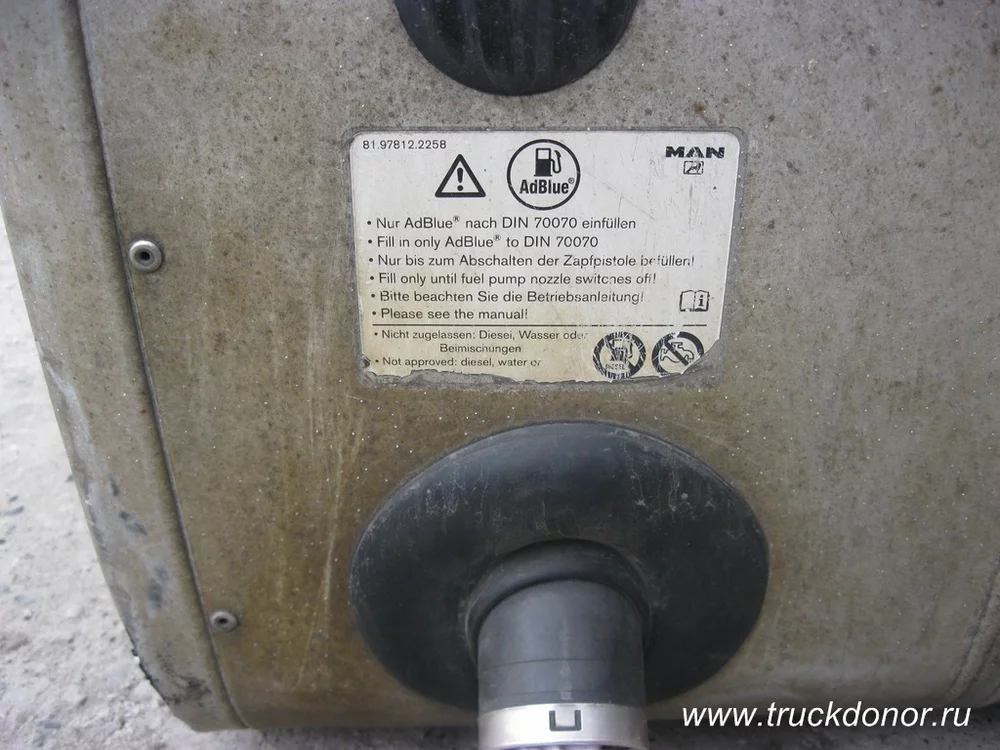 81.97812.2258
MAN
AdBlue®
• Nur AdBlue® nach DIN 70070 einfüllen
• Fill in only AdBlue® to DIN 70070
• Nur bis zum Abschalten der Zapfpistole befüllen!
• Fill only until fuel pump nozzle switches off!
• Bitte beachten Sie die Betriebsanleitung!
• Please see the manual!
• Nicht zugelassen: Diesel, Wasser oder
Beimischungen
• Not approved: diesel, water or
DIESEL
www.truckdonor.ru